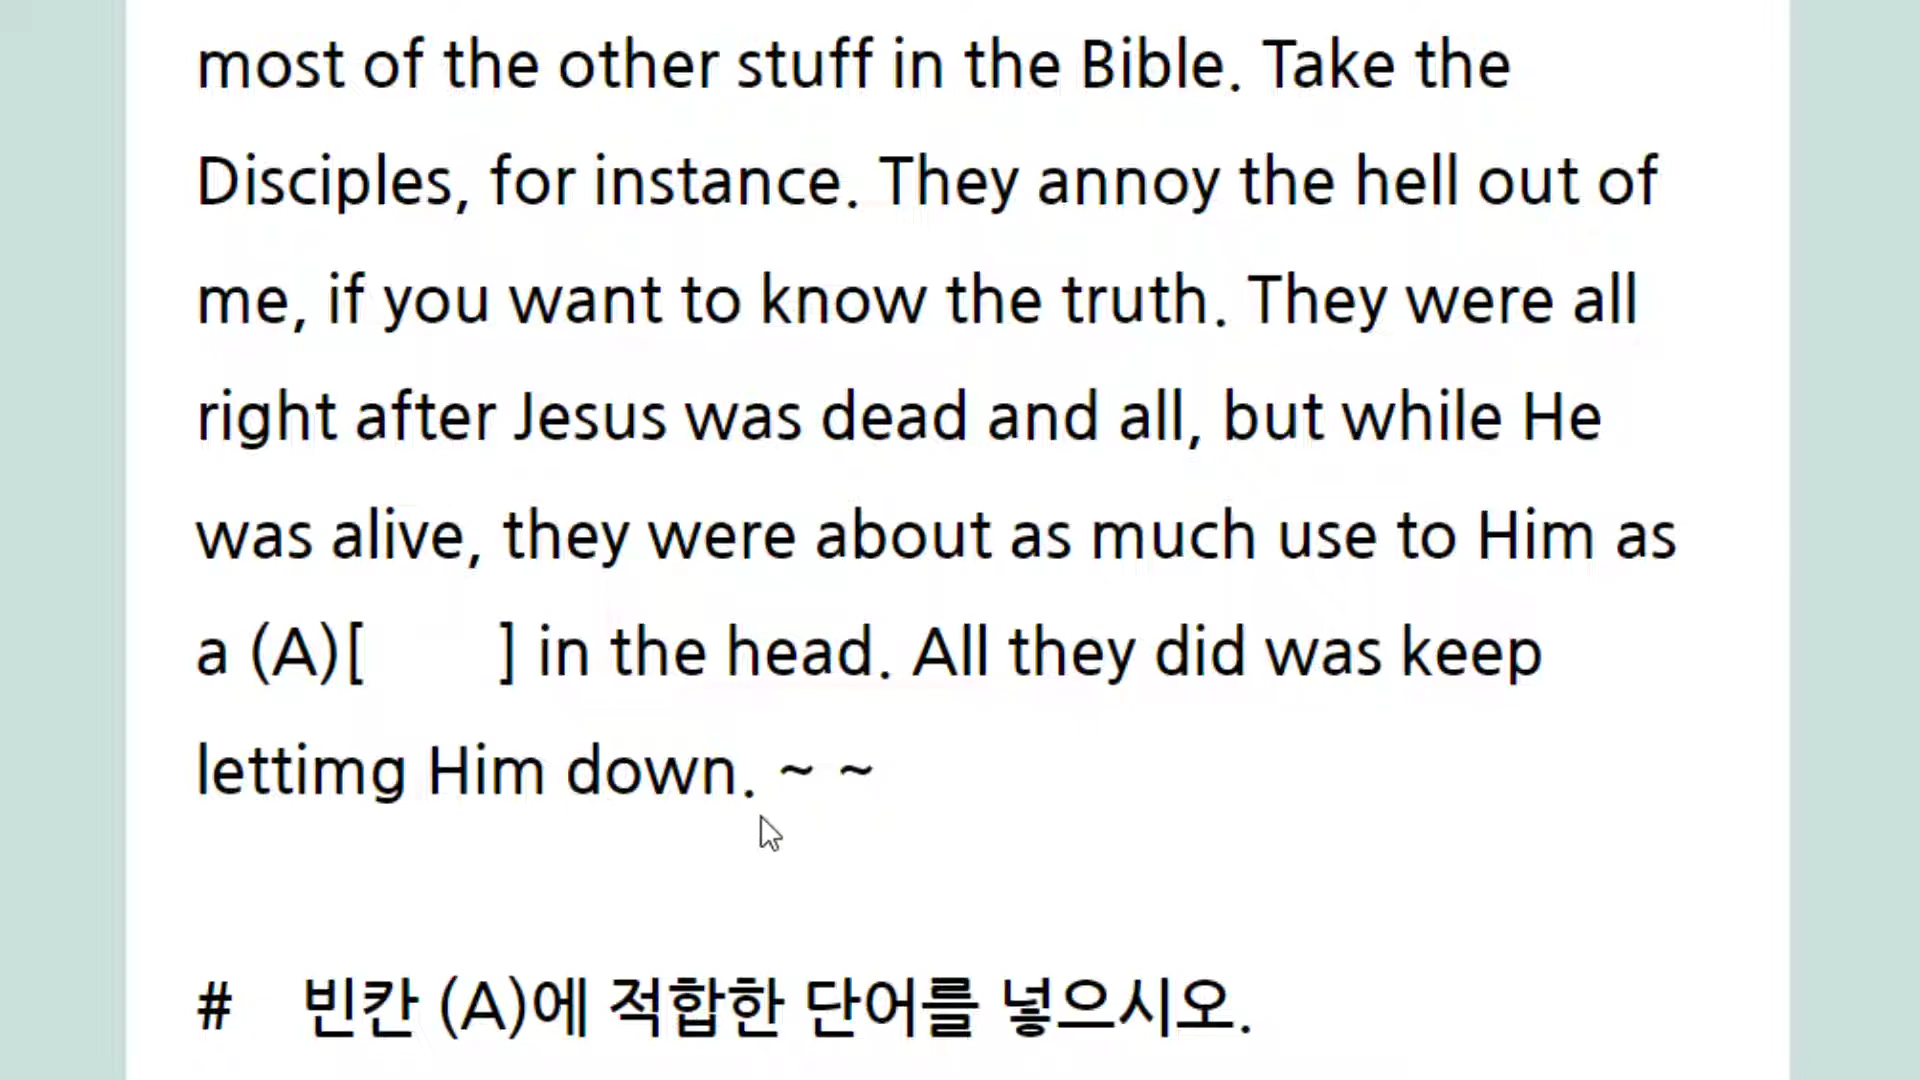 most of the other stuff in the Bible. Take the
Disciples, for instance. They annoy the hell out of
me, if you want to know the truth. They were all
right after Jesus was dead and all, but while He
was alive, they were about as much use to Him as
a (A)[ ] in the head. All they did was keep
lettimg Him down. ~ ~
# 빈칸 (A)에 적합한 단어를 넣으시오.